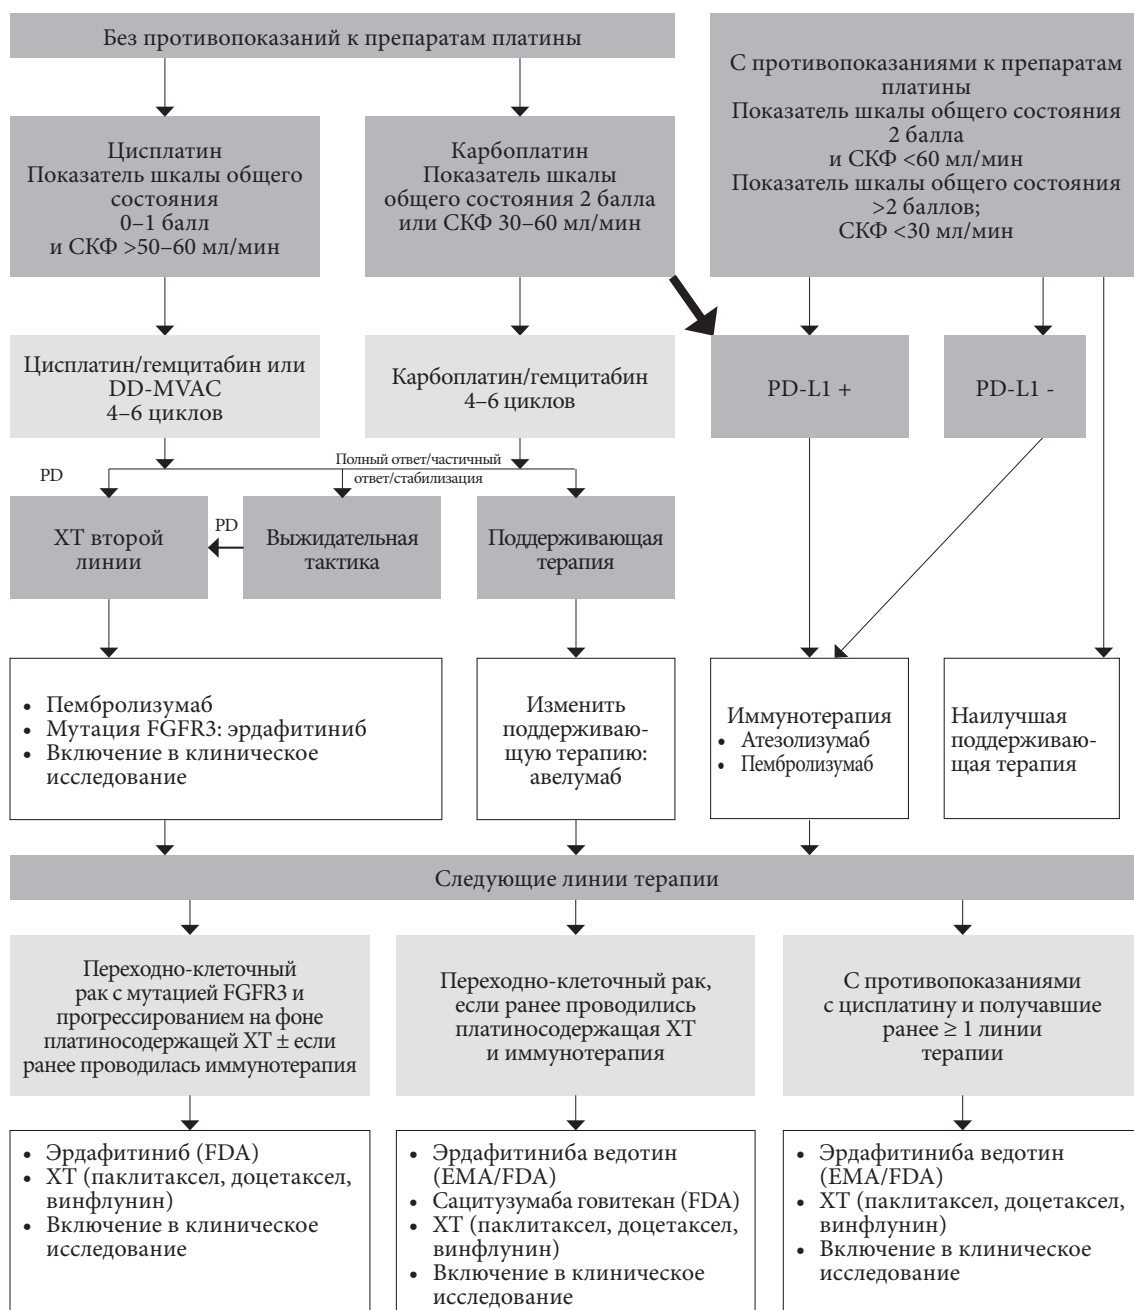 Без противопоказаний к препаратам платины
С противопоказаниями к препаратам
платины
Показатель шкалы общего состояния
2 балла
и СКФ <60 мл/мин
Показатель шкалы общего состояния
>2 баллов;
СКФ <30 мл/мин
Цисплатин
Показатель шкалы общего
состояния
0–1 балл
и СКФ >50–60 мл/мин
Карбоплатин
Показатель шкалы
общего состояния 2 балла
или СКФ 30–60 мл/мин
Цисплатин/гемцитабин или
DD-MVAC
4–6 циклов
Карбоплатин/гемцитабин
4–6 циклов
PD-L1 +
PD-L1 -
PD
Полный ответ/частичный
ответ/стабилизация
ХТ второй
линии
PD
Выжидательная
тактика
Поддерживающая
терапия
• Пембролизумаб
• Мутация FGFR3: эрдафитиниб
• Включение в клиническое
исследование
Изменить
поддерживаю-
щую терапию:
авелумаб
Иммунотерапия
• Атезолизумаб
• Пембролизумаб
Наилучшая
поддерживаю-
щая терапия
Следующие линии терапии
Переходно-клеточный
рак с мутацией FGFR3 и
прогрессированием на фоне
платиносодержащей ХТ ± если
ранее проводилась иммунотерапия
Переходно-клеточный рак,
если ранее проводились
платиносодержащая ХТ
и иммунотерапия
С противопоказаниями
с цисплатину и получавшие
ранее ≥ 1 линии
терапии
• Эрдафитиниб (FDA)
• ХТ (паклитаксел, доцетаксел,
винфлунин)
• Включение в клиническое
исследование
• Эрдафитиниба ведотин
(EMA/FDA)
• Сацитузумаба говитекан (FDA)
• ХТ (паклитаксел, доцетаксел,
винфлунин)
• Включение в клиническое
исследование
• Эрдафитиниба ведотин
(EMA/FDA)
• ХТ (паклитаксел, доцетаксел,
винфлунин)
• Включение в клиническое
исследование